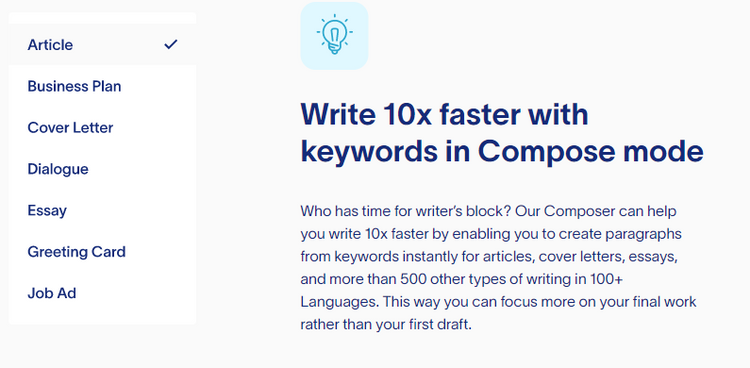 Article
Business Plan
Cover Letter
Dialogue
Essay
Greeting Card
Job Ad
Write 10x faster with
keywords in Compose mode
Who has time for writer’s block? Our Composer can help
you write 10x faster by enabling you to create paragraphs
from keywords instantly for articles, cover letters, essays,
and more than 500 other types of writing in 100+
Languages. This way you can focus more on your final work
rather than your first draft.